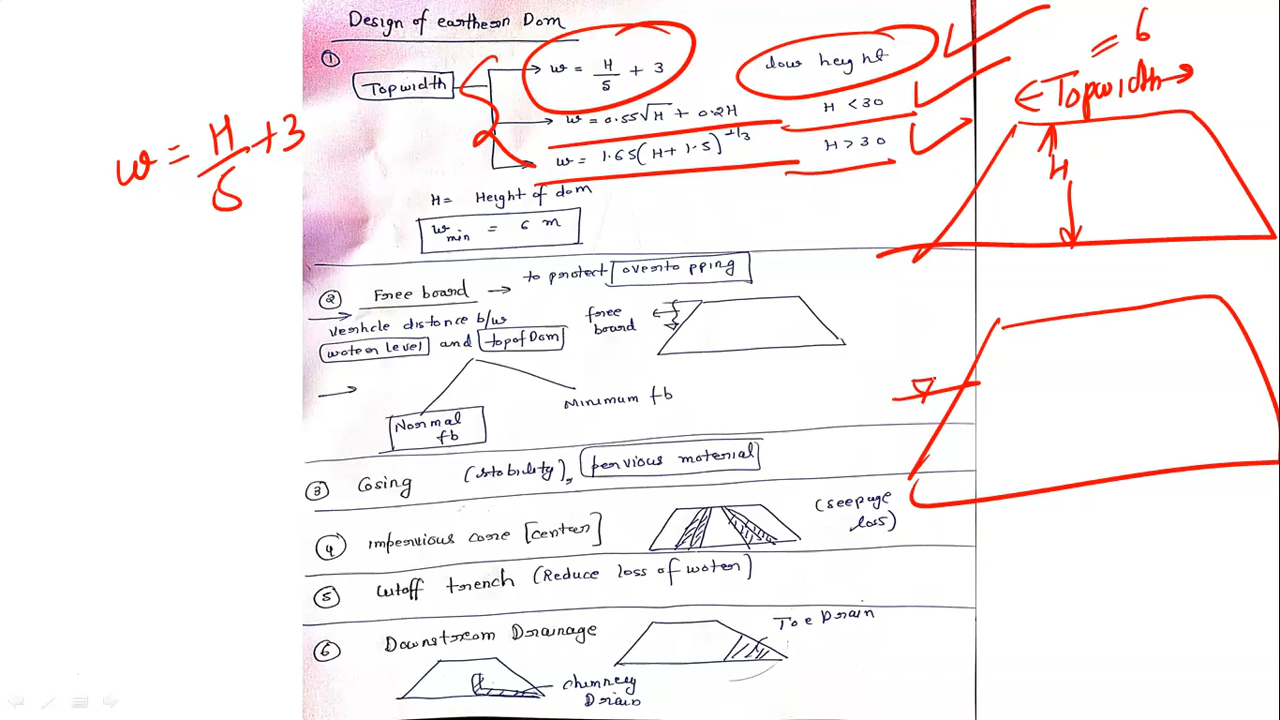 Design of eartheen Dam
①
Topwidth
w = H/5 + 3
low height
w = 0.55√H + 0.2H
H < 30
w = 1.65(H + 1.5)^1/3
H > 30
H = Height of dam
w min = 6 m
② Free board → to protect overtopping
→ verticle distance b/w
water level and top of Dam
free
board
→
Normal
fb
Minimum fb
③ Casing (stability), pervious material
④ impervious core [center]
(seepage
loss)
⑤ cutoff trench (Reduce loss of water)
⑥ Downstream Drainage
Toe Drain
chimney
Drain
w = H/5 + 3
= 6
← Topwidth →
H